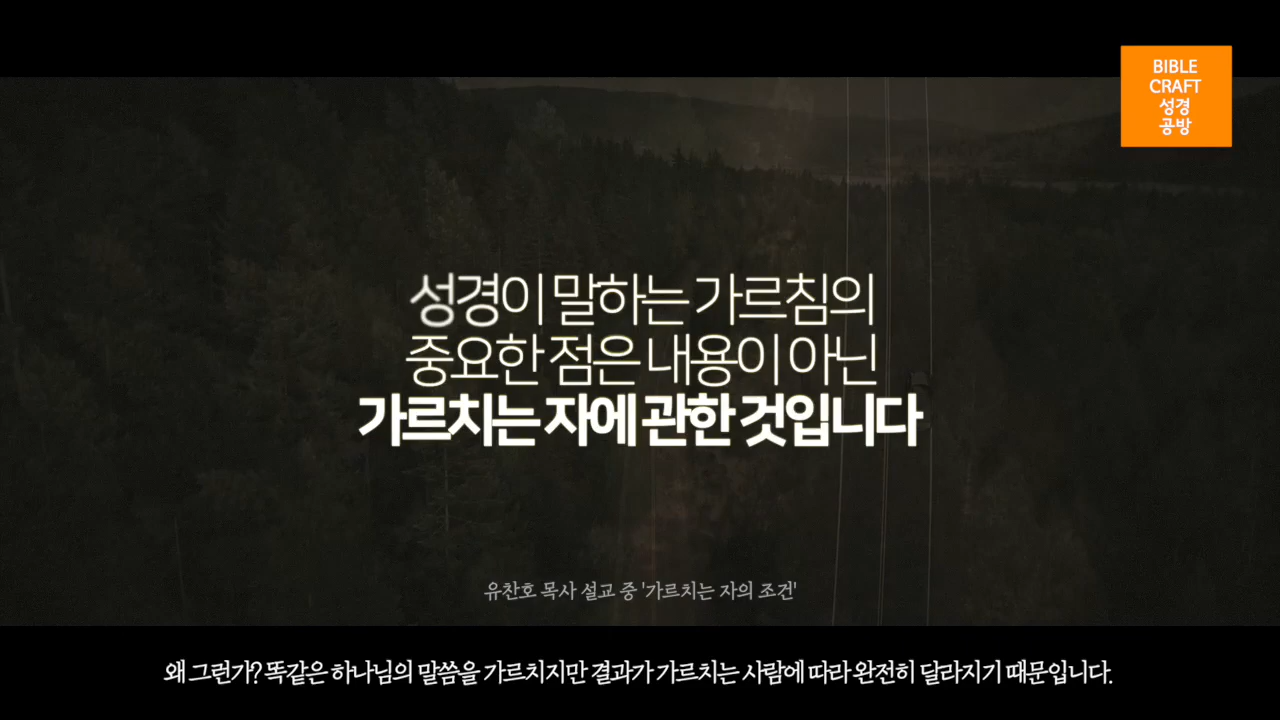 BIBLE
CRAFT
성경
공방
성경이 말하는 가르침의
중요한 점은 내용이 아닌
가르치는 자에 관한 것입니다
유찬호 목사 설교 중 '가르치는 자의 조건'
왜 그런가? 똑같은 하나님의 말씀을 가르치지만 결과가 가르치는 사람에 따라 완전히 달라지기 때문입니다.